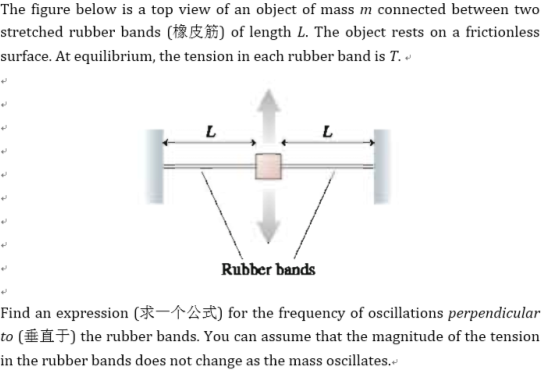 The figure below is a top view of an object of mass m connected between two
stretched rubber bands (橡皮筋) of length L. The object rests on a frictionless
surface. At equilibrium, the tension in each rubber band is T.
L L
Rubber bands
Find an expression (求一个公式) for the frequency of oscillations perpendicular
to (垂直于) the rubber bands. You can assume that the magnitude of the tension
in the rubber bands does not change as the mass oscillates.